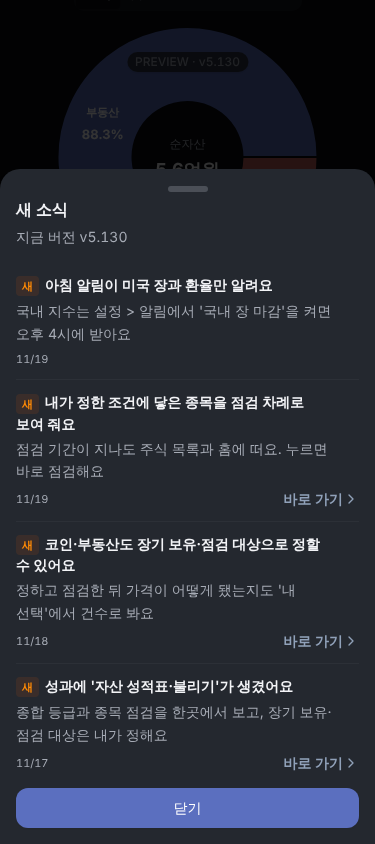 PREVIEW · v5.130
부동산
88.3%
순자산
5.6억원
새 소식
지금 버전 v5.130
새 아침 알림이 미국 장과 환율만 알려요
국내 지수는 설정 > 알림에서 '국내 장 마감'을 켜면
오후 4시에 받아요
11/19
새 내가 정한 조건에 닿은 종목을 점검 차례로
보여 줘요
점검 기간이 지나도 주식 목록과 홈에 떠요. 누르면
바로 점검해요
11/19 바로 가기 >
새 코인·부동산도 장기 보유·점검 대상으로 정할
수 있어요
정하고 점검한 뒤 가격이 어떻게 됐는지도 '내
선택'에서 건수로 봐요
11/18 바로 가기 >
새 성과에 '자산 성적표·불리기'가 생겼어요
종합 등급과 종목 점검을 한곳에서 보고, 장기 보유·
점검 대상은 내가 정해요
11/17 바로 가기 >
닫기